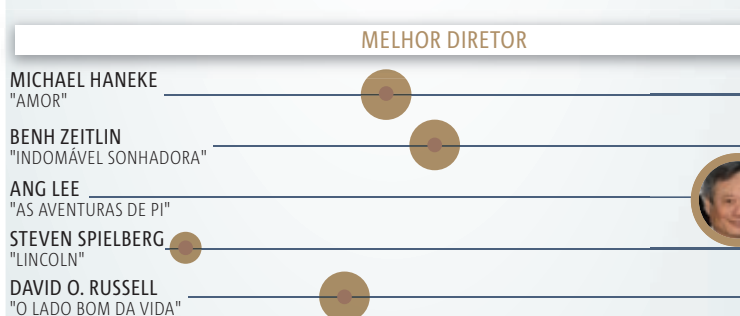 MELHOR DIRETOR
MICHAEL HANEKE
"AMOR"
BENH ZEITLIN
"INDOMÁVEL SONHADORA"
ANG LEE
"AS AVENTURAS DE PI"
STEVEN SPIELBERG
"LINCOLN"
DAVID O. RUSSELL
"O LADO BOM DA VIDA"